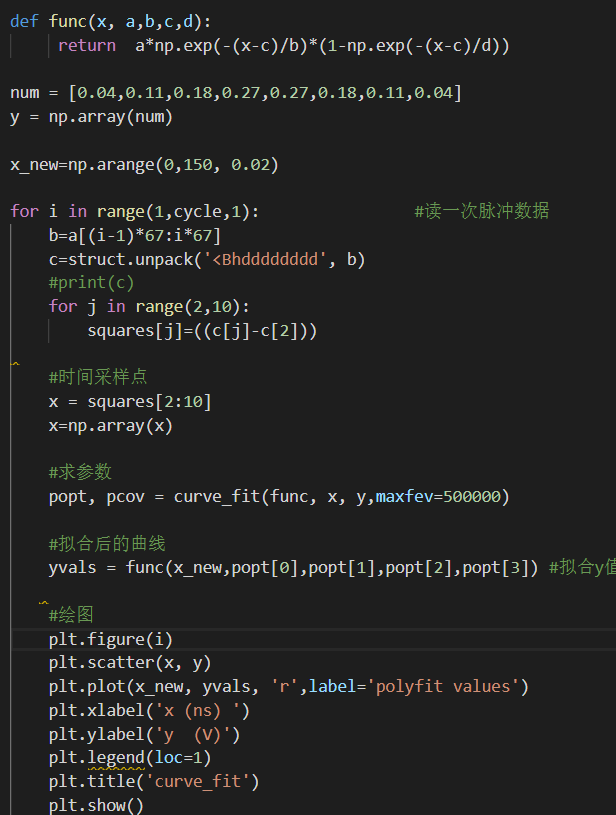 def func(x, a,b,c,d):
return  a*np.exp(-(x-c)/b)*(1-np.exp(-(x-c)/d))
num = [0.04,0.11,0.18,0.27,0.27,0.18,0.11,0.04]
y = np.array(num)
x_new=np.arange(0,150, 0.02)
for i in range(1,cycle,1):                #读一次脉冲数据
b=a[(i-1)*67:i*67]
c=struct.unpack('<Bhdddddddd', b)
#print(c)
for j in range(2,10):
squares[j]=((c[j]-c[2]))
#时间采样点
x = squares[2:10]
x=np.array(x)
#求参数
popt, pcov = curve_fit(func, x, y,maxfev=500000)
#拟合后的曲线
yvals = func(x_new,popt[0],popt[1],popt[2],popt[3]) #拟合y值
#绘图
plt.figure(i)
plt.scatter(x, y)
plt.plot(x_new, yvals, 'r',label='polyfit values')
plt.xlabel('x (ns) ')
plt.ylabel('y  (V)')
plt.legend(loc=1)
plt.title('curve_fit')
plt.show()